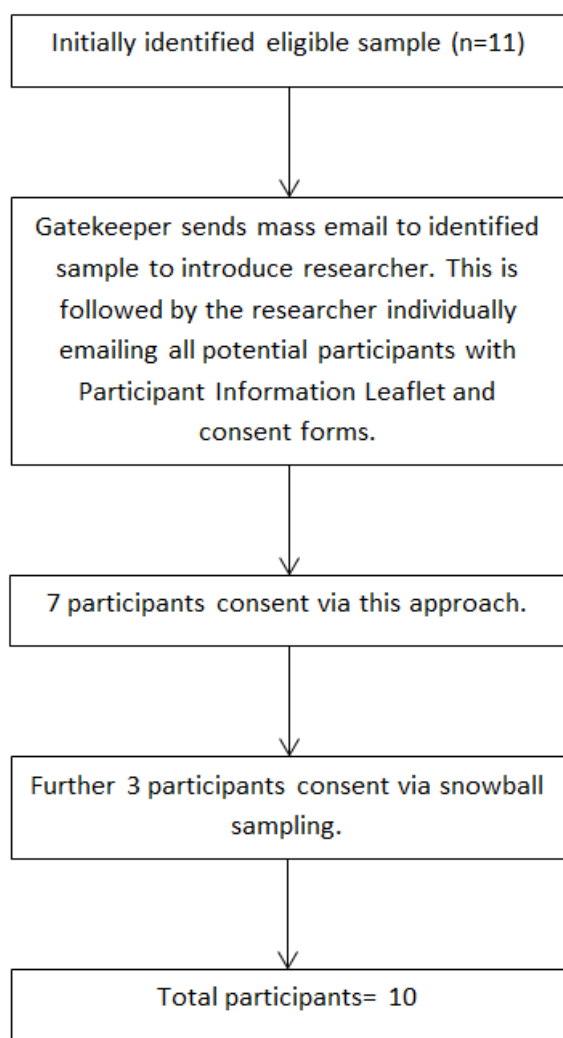 Initially identified eligible sample (n=11)
Gatekeeper sends mass email to identified
sample to introduce researcher. This is
followed by the researcher individually
emailing all potential participants with
Participant Information Leaflet and
consent forms.
7 participants consent via this approach.
Further 3 participants consent via snowball
sampling.
Total participants= 10